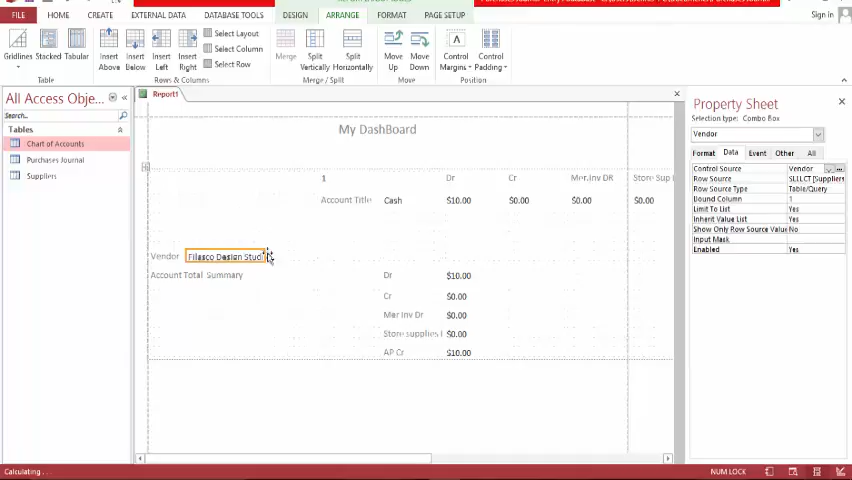 Sign in
FILE HOME CREATE EXTERNAL DATA DATABASE TOOLS DESIGN ARRANGE FORMAT PAGE SETUP
Gridlines Stacked Tabular
Insert Above Insert Below Insert Left Insert Right
Select Layout
Select Column
Select Row
Merge Split Vertically Split Horizontally
Move Up Move Down
Control Margins Control Padding
Table Rows & Columns Merge / Split Move Position
All Access Obje...
Search...
Tables
Chart of Accounts
Purchases Journal
Suppliers
Report1
My DashBoard
1 Dr Cr Mer.Inv DR Store Sup
Account Title Cash $10.00 $0.00 $0.00 $0.00
Vendor Filasco Design Studi
Account Total Summary Dr $10.00
Cr $0.00
Mer Inv Dr $0.00
Store supplies $0.00
AP Cr $10.00
Property Sheet
Selection type: Combo Box
Vendor
Format Data Event Other All
Control Source Vendor
Row Source SELECT [Suppliers
Row Source Type Table/Query
Bound Column 1
Limit To List Yes
Inherit Value List Yes
Show Only Row Source Value No
Input Mask
Enabled Yes
Calculating...
NUM LOCK